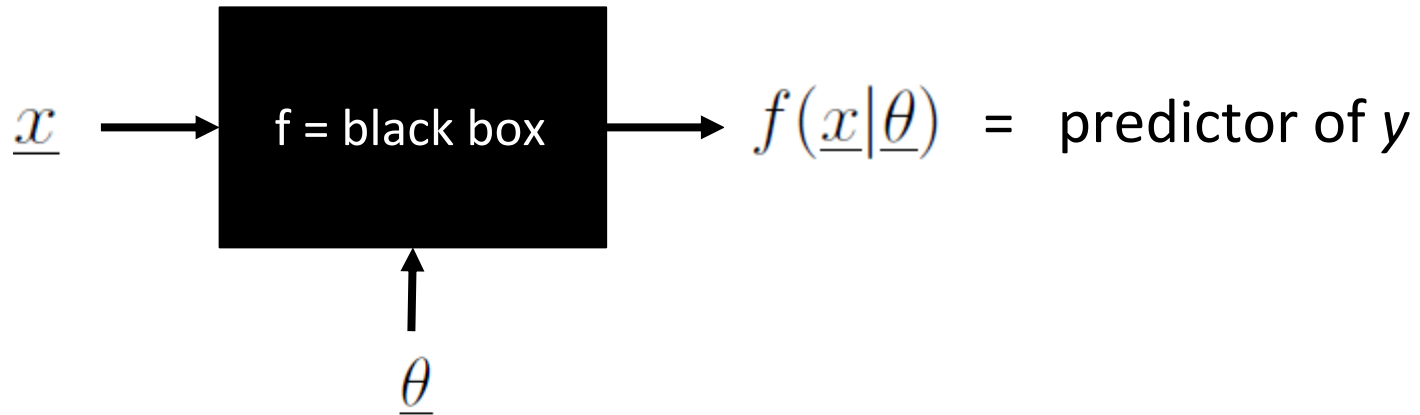 x f = black box f(x|θ) = predictor of y
θ